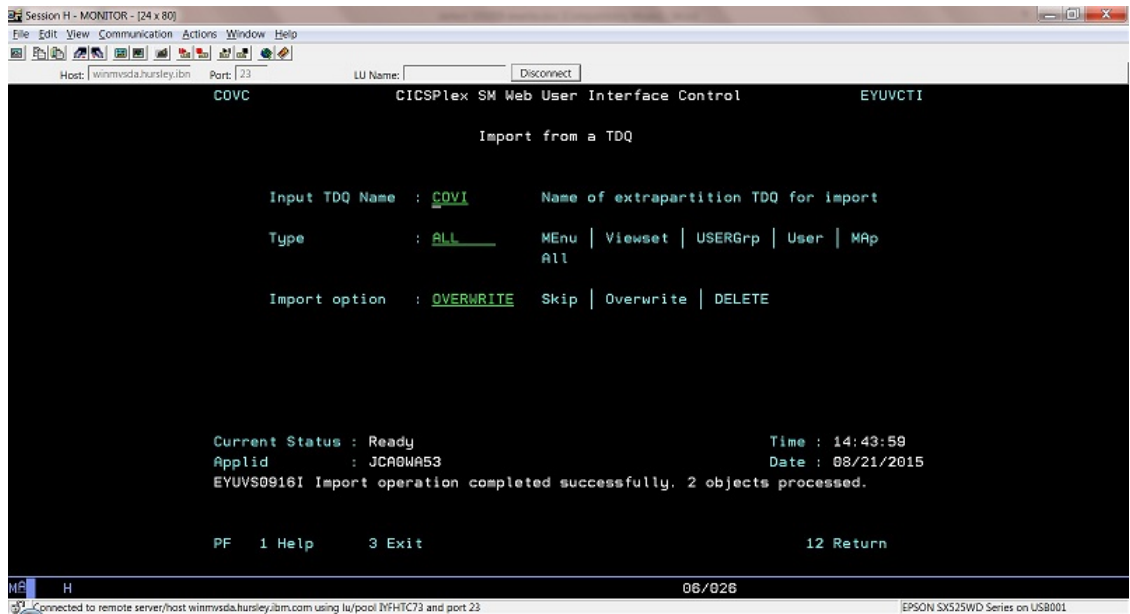 Session H - MONITOR - [24 x 80]
File Edit View Communication Actions Window Help
Host: winmvsda.hursley.ibn Port: 23 LU Name: Disconnect
COVC CICSPlex SM Web User Interface Control EYUVCTI
Import from a TDQ
Input TDQ Name : COVI Name of extrapartition TDQ for import
Type : ALL MEnu | Viewset | USERGrp | User | MAp
All
Import option : OVERWRITE Skip | Overwrite | DELETE
Current Status : Ready Time : 14:43:59
Applid : JCA0WA53 Date : 08/21/2015
EYUVS0916I Import operation completed successfully. 2 objects processed.
PF 1 Help 3 Exit 12 Return
MA H 06/026
Connected to remote server/host winmvsda.hursley.ibm.com using lu/pool IYFHTC73 and port 23 EPSON SX525WD Series on USB001